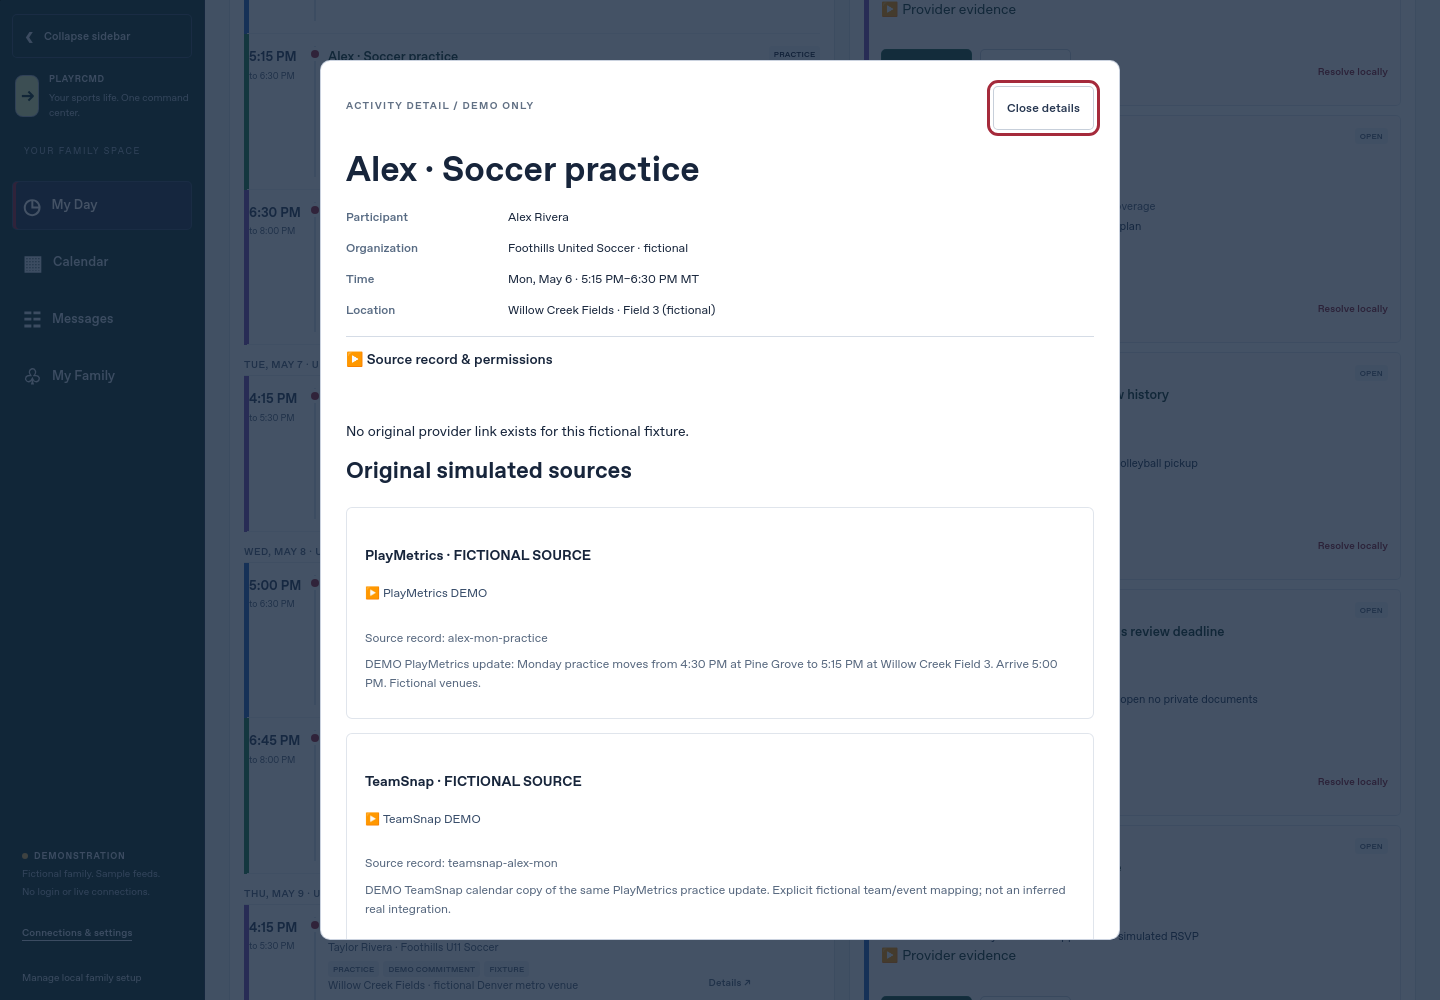 Collapse sidebar
PLAYRCMD
Your sports life. One command
center.
YOUR FAMILY SPACE
My Day
Calendar
Messages
My Family
DEMONSTRATION
Fictional family. Sample feeds.
No login or live connections.
Connections & settings
Manage local family setup
5:15 PM
to 6:30 PM
Alex · Soccer practice
PRACTICE
6:30 PM
to 8:00 PM
TUE, MAY 7 · U
4:15 PM
to 5:30 PM
WED, MAY 8 · U
5:00 PM
to 6:30 PM
6:45 PM
to 8:00 PM
THU, MAY 9 · U
4:15 PM
to 5:30 PM
Taylor Rivera · Foothills U11 Soccer
PRACTICE DEMO COMMITMENT FIXTURE
Willow Creek Fields · fictional Denver metro venue
Details ↗
ACTIVITY DETAIL / DEMO ONLY
Close details
Alex · Soccer practice
Participant Alex Rivera
Organization Foothills United Soccer · fictional
Time Mon, May 6 · 5:15 PM–6:30 PM MT
Location Willow Creek Fields · Field 3 (fictional)
Source record & permissions
No original provider link exists for this fictional fixture.
Original simulated sources
PlayMetrics · FICTIONAL SOURCE
PlayMetrics DEMO
Source record: alex-mon-practice
DEMO PlayMetrics update: Monday practice moves from 4:30 PM at Pine Grove to 5:15 PM at Willow Creek Field 3. Arrive 5:00
PM. Fictional venues.
TeamSnap · FICTIONAL SOURCE
TeamSnap DEMO
Source record: teamsnap-alex-mon
DEMO TeamSnap calendar copy of the same PlayMetrics practice update. Explicit fictional team/event mapping; not an inferred
real integration.
Provider evidence
Resolve locally
OPEN
overage
plan
Resolve locally
OPEN
history
olleyball pickup
Resolve locally
OPEN
s review deadline
open no private documents
Resolve locally
OPEN
simulated RSVP
Provider evidence